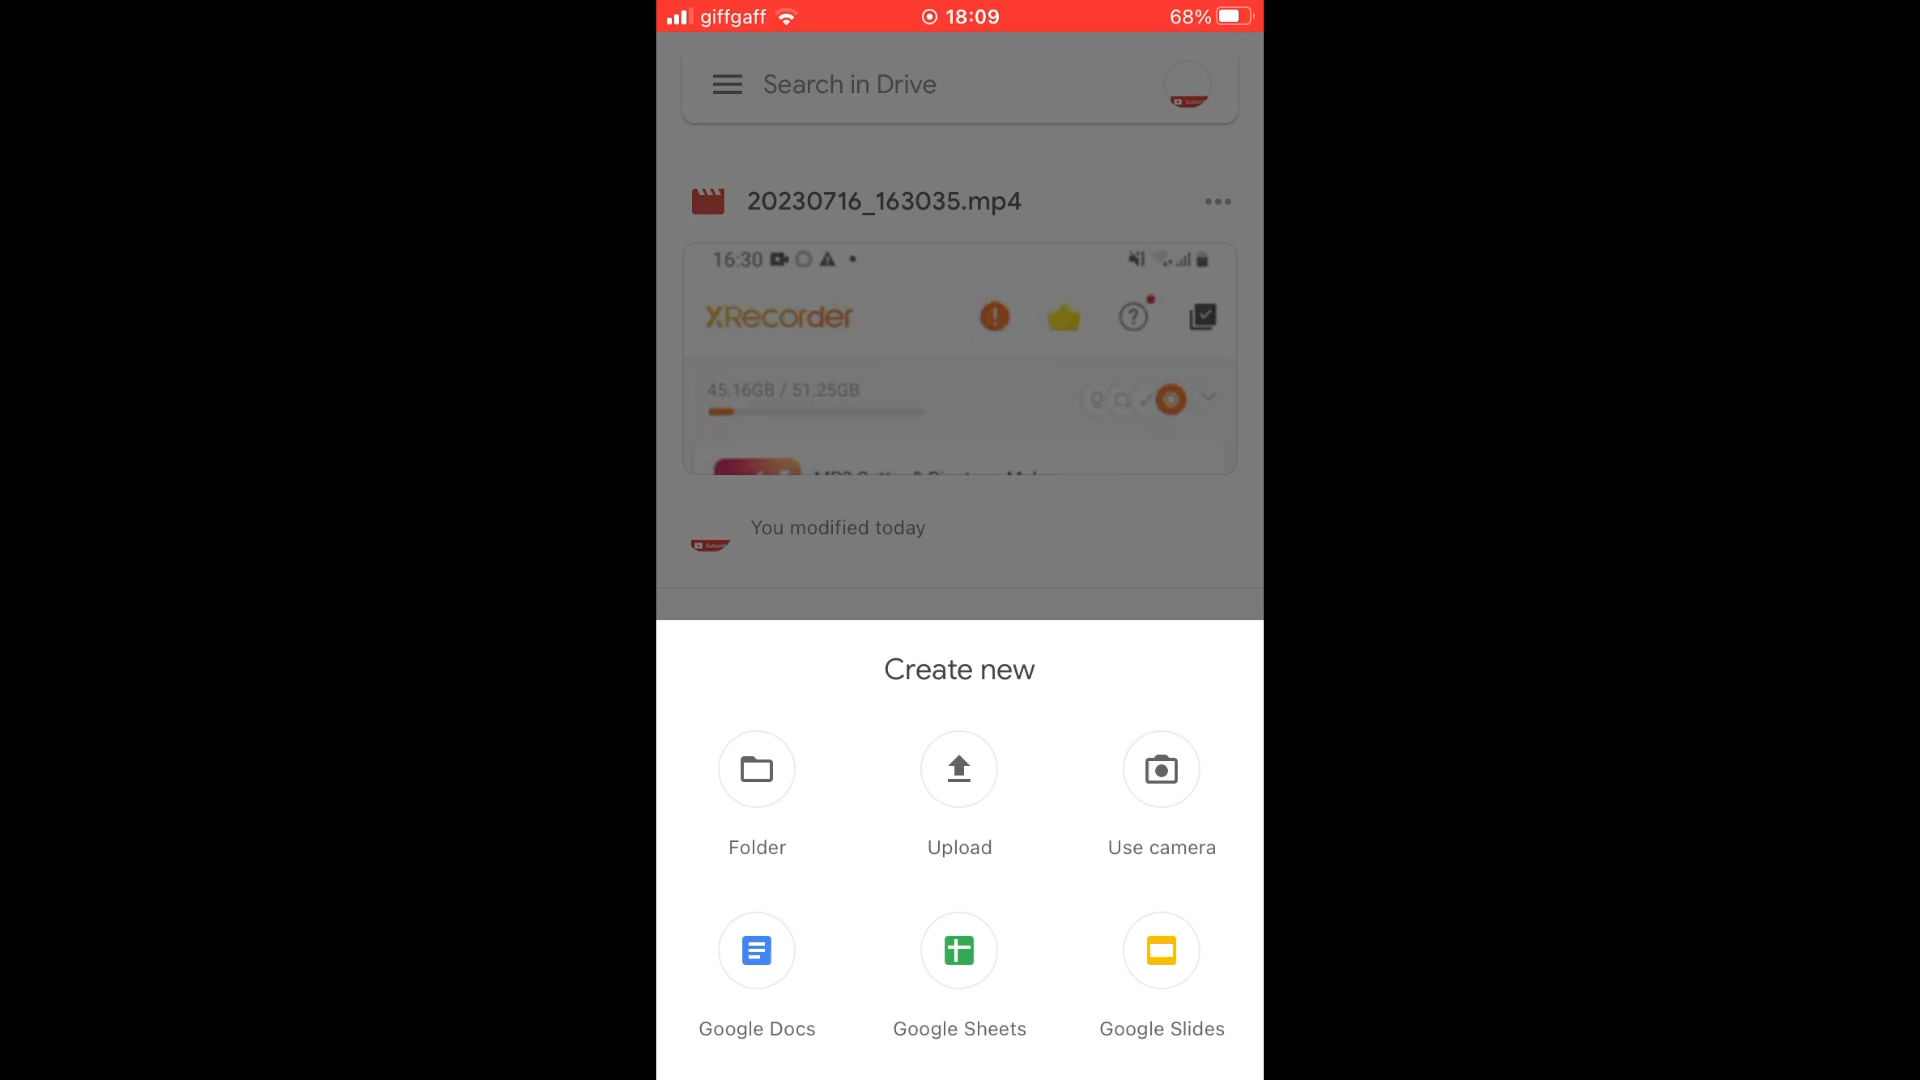 giffgaff
18:09
68%
Search in Drive
20230716_163035.mp4
16:30
XRecorder
45.16GB / 51.25GB
You modified today
Create new
Folder
Upload
Use camera
Google Docs
Google Sheets
Google Slides